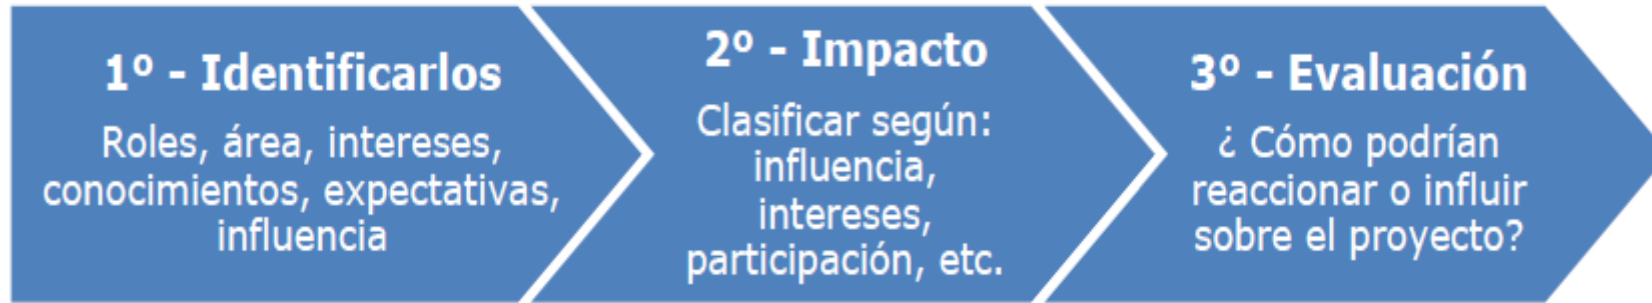 1º - Identificarlos
Roles, área, intereses,
conocimientos, expectativas,
influencia
2º - Impacto
Clasificar según:
influencia,
intereses,
participación, etc.
3º - Evaluación
¿ Cómo podrían
reaccionar o influir
sobre el proyecto?